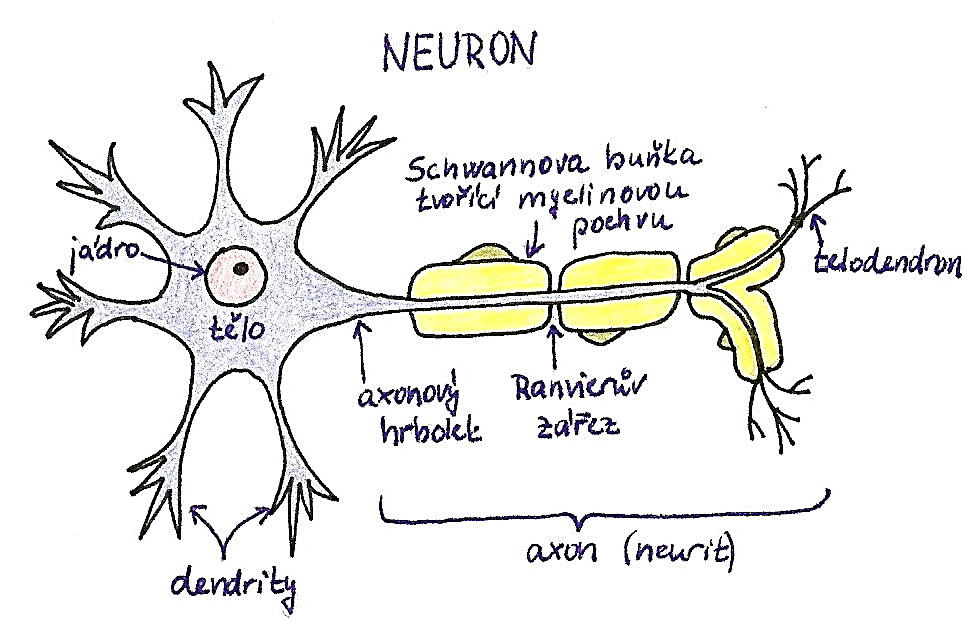 NEURON
Schwannova buňka
tvořící myelinovou
pochvu
jádro
telodendron
tělo
axonový
hrbolek
Ranvierův
zářez
axon (neurit)
dendrity